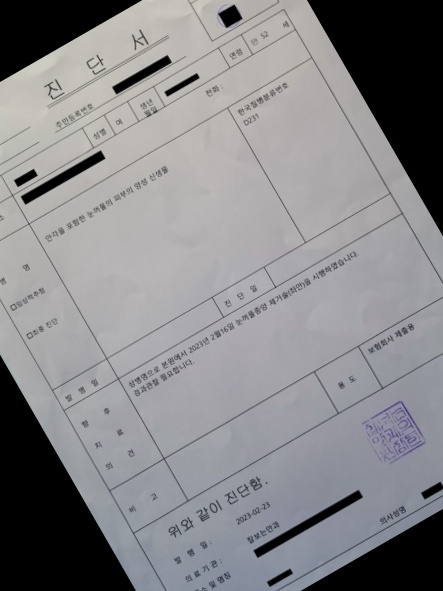 진 단 서
주민등록번호
성별 여 생년월일 전화 : 연령 만 52 세
소
한국질병분류번호
안검을 포함한 눈꺼풀의 피부의 양성 신생물
D231
병 명
□임상적추정
□최종 진단
발 병 일
진 단 일
상병명으로 본원에서 2023년 2월16일 눈꺼풀종양 제거술(좌안)을 시행하였습니다.
경과관찰 필요합니다.
향 후
치 료
의 견
용 도
보험회사 제출용
비 고
위와 같이 진단함.
발 행 일 : 2023-02-23
의료기관 : 잘보는안과
주소 및 명칭
의사성명